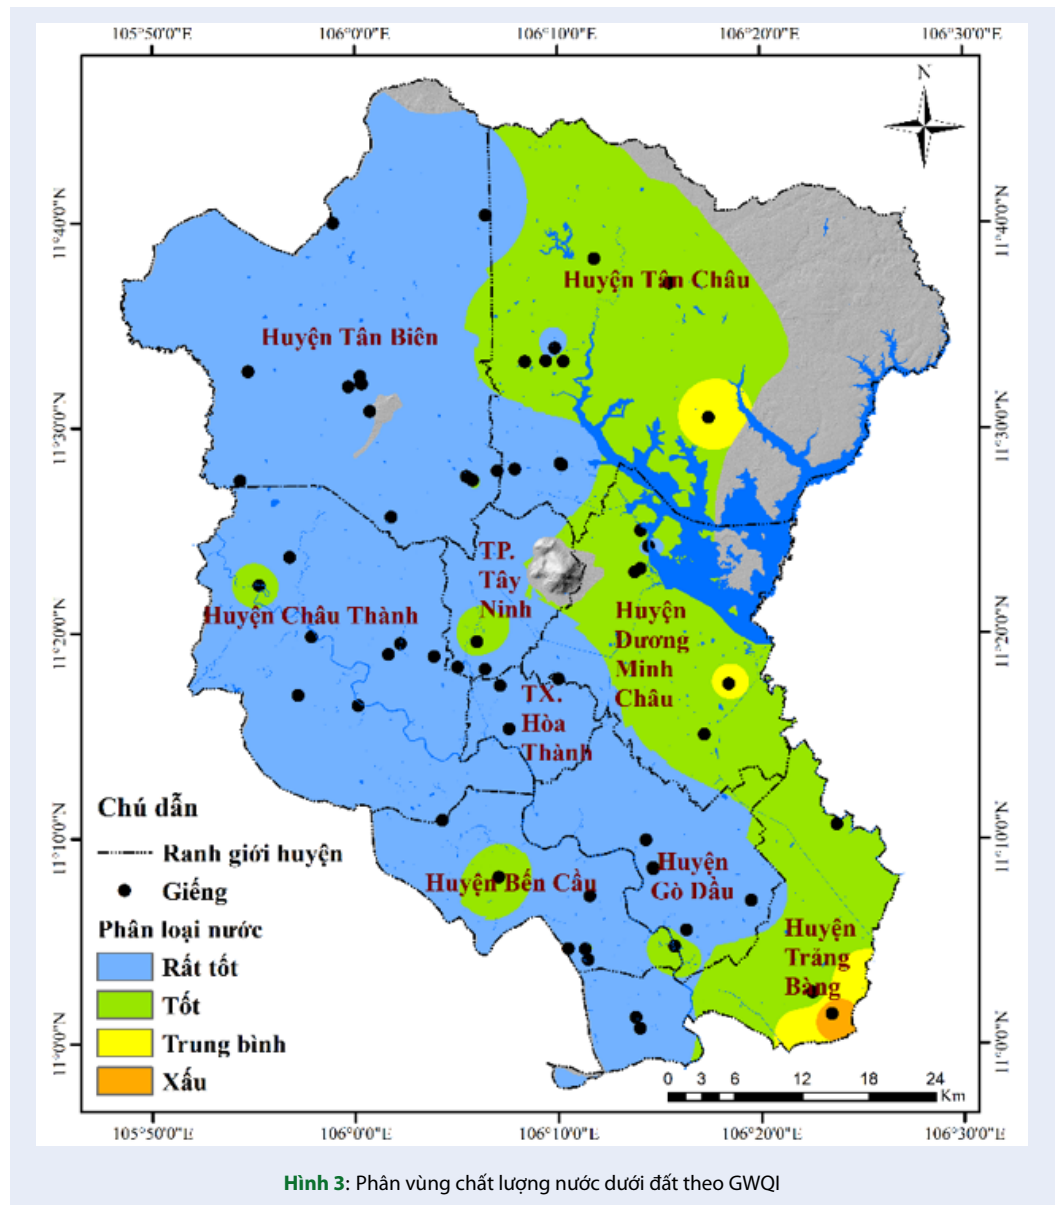 105°50'0"E 106°0'0"E 106°10'0"E 106°20'0"E 106°30'0"E
N
11°40'0"N 11°40'0"N
Huyện Tân Châu
Huyện Tân Biên
11°30'0"N 11°30'0"N
TP.
Tây
Ninh
Huyện Châu Thành
11°20'0"N 11°20'0"N
Huyện
Dương
Minh
Châu
TX.
Hòa
Thành
Chú dẫn
Ranh giới huyện
Giếng
Phân loại nước
Rất tốt
Tốt
Trung bình
Xấu
11°10'0"N 11°10'0"N
Huyện Bến Cầu
Huyện
Gò Dầu
Huyện
Trảng
Bàng
11°0'0"N 11°0'0"N
0 3 6 12 18 24
Km
105°50'0"E 106°0'0"E 106°10'0"E 106°20'0"E 106°30'0"E
Hình 3: Phân vùng chất lượng nước dưới đất theo GWQI